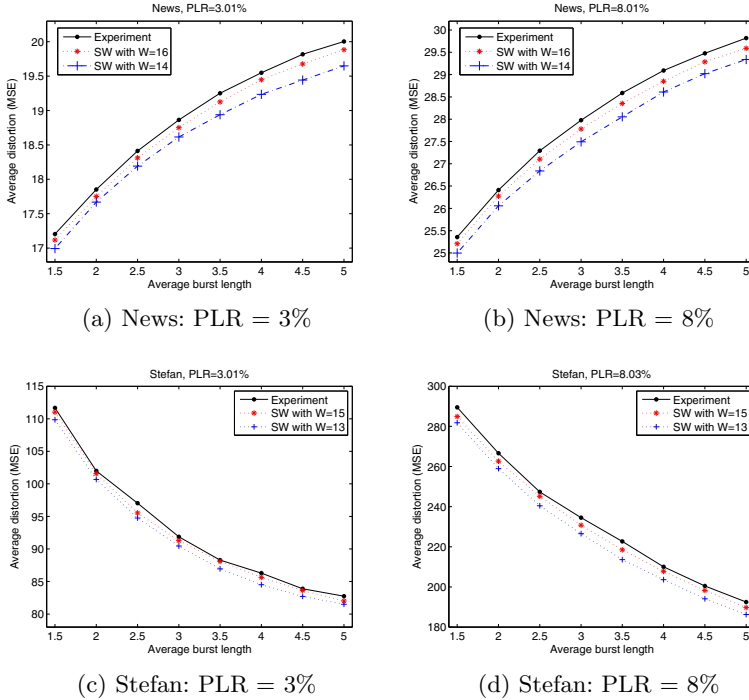 News, PLR=3.01%
Average distortion (MSE)
20
19.5
19
18.5
18
17.5
17
Experiment
SW with W=16
SW with W=14
1.5 2 2.5 3 3.5 4 4.5 5
Average burst length
(a) News: PLR = 3%
News, PLR=8.01%
Average distortion (MSE)
30
29.5
29
28.5
28
27.5
27
26.5
26
25.5
25
Experiment
SW with W=16
SW with W=14
1.5 2 2.5 3 3.5 4 4.5 5
Average burst length
(b) News: PLR = 8%
Stefan, PLR=3.01%
Average distortion (MSE)
115
110
105
100
95
90
85
80
Experiment
SW with W=15
SW with W=13
1.5 2 2.5 3 3.5 4 4.5 5
Average burst length
(c) Stefan: PLR = 3%
Stefan, PLR=8.03%
Average distortion (MSE)
300
280
260
240
220
200
180
Experiment
SW with W=15
SW with W=13
1.5 2 2.5 3 3.5 4 4.5 5
Average burst length
(d) Stefan: PLR = 8%